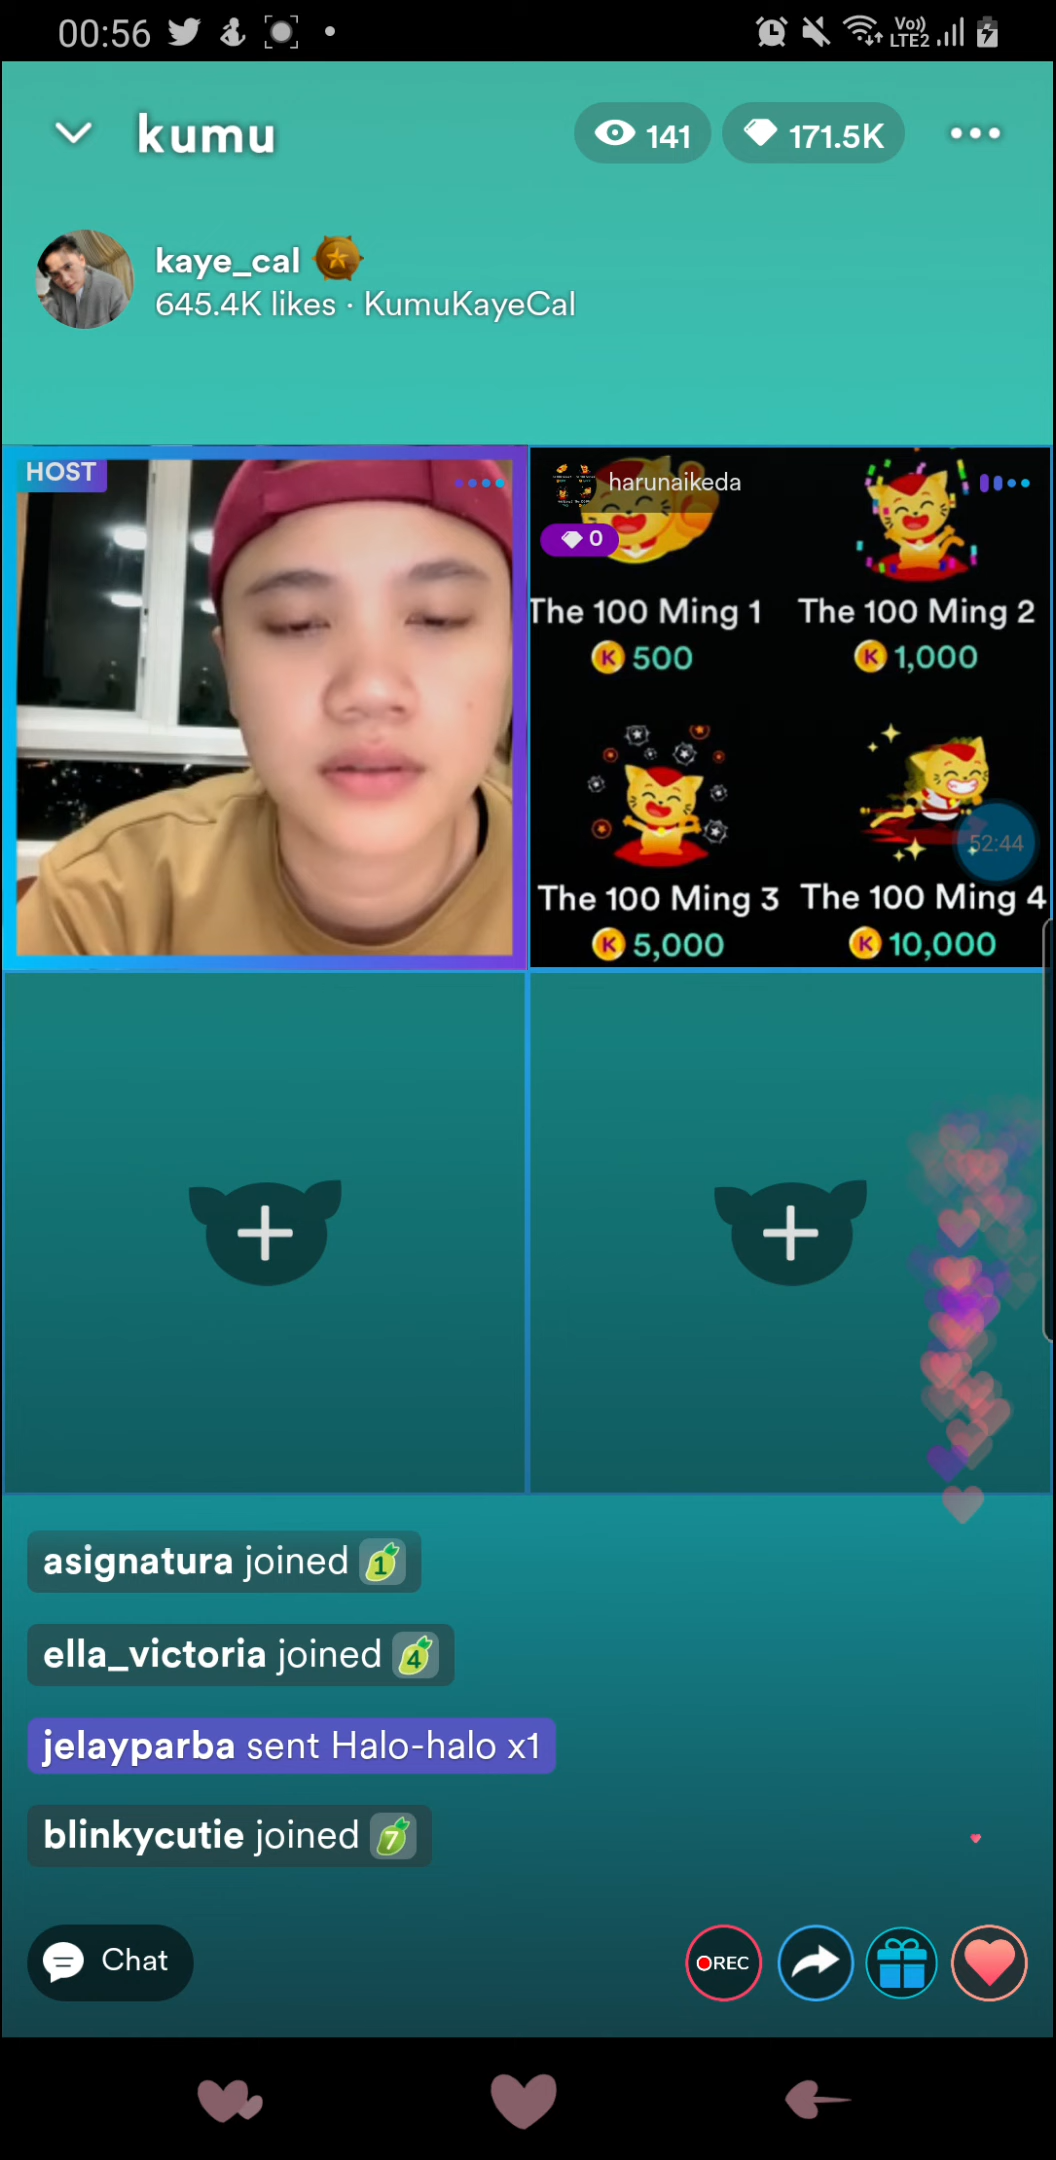 00:56
Vo)) LTE2
kumu
141
171.5K
kaye_cal
645.4K likes · KumuKayeCal
HOST
harunaikeda
0
The 100 Ming 1
The 100 Ming 2
K 500
K 1,000
52:44
The 100 Ming 3
The 100 Ming 4
K 5,000
K 10,000
asignatura joined 1
ella_victoria joined 4
jelayparba sent Halo-halo x1
blinkycutie joined 7
Chat
REC